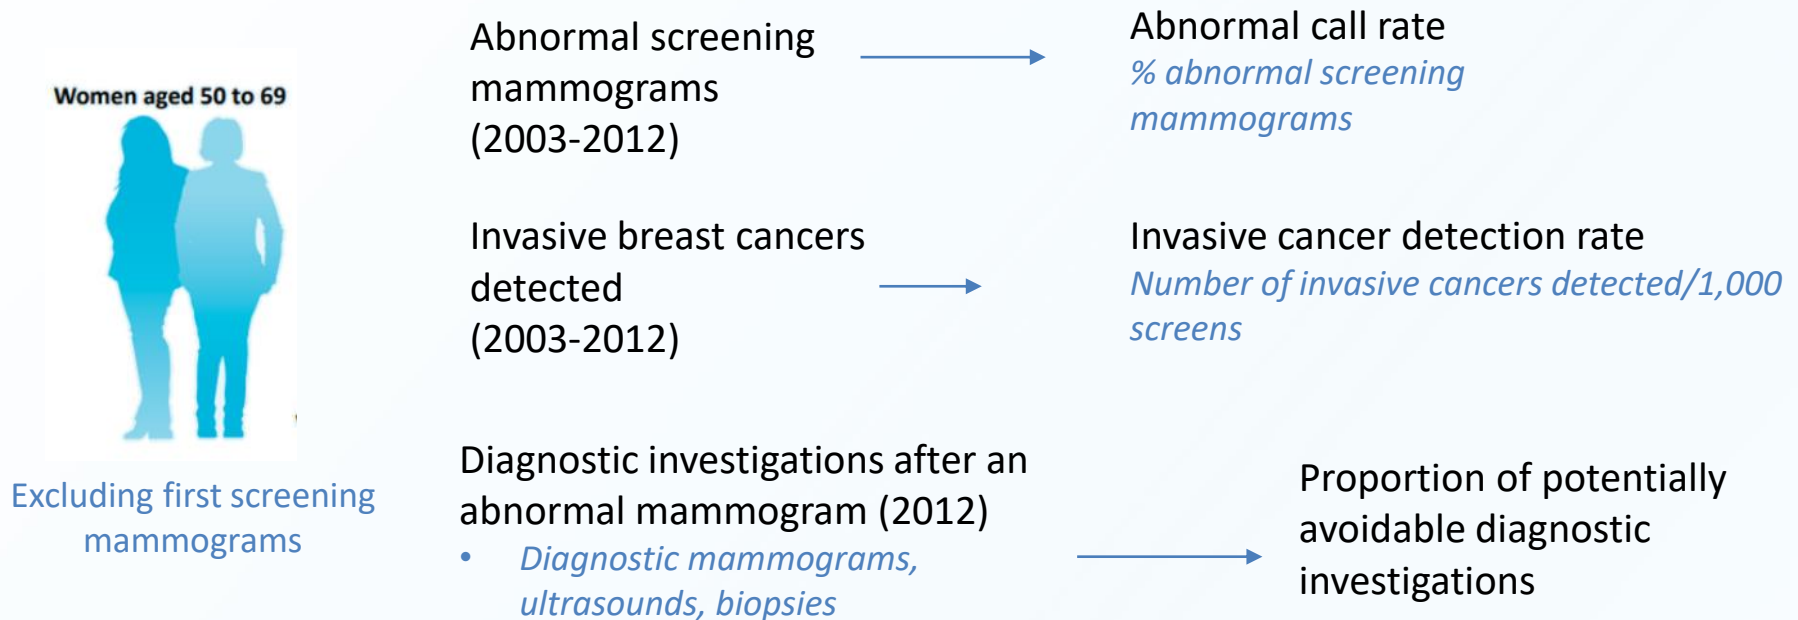 Women aged 50 to 69
Excluding first screening
mammograms
Abnormal screening
mammograms
(2003-2012)
Abnormal call rate
% abnormal screening
mammograms
Invasive breast cancers
detected
(2003-2012)
Invasive cancer detection rate
Number of invasive cancers detected/1,000
screens
Diagnostic investigations after an
abnormal mammogram (2012)
• Diagnostic mammograms,
ultrasounds, biopsies
Proportion of potentially
avoidable diagnostic
investigations